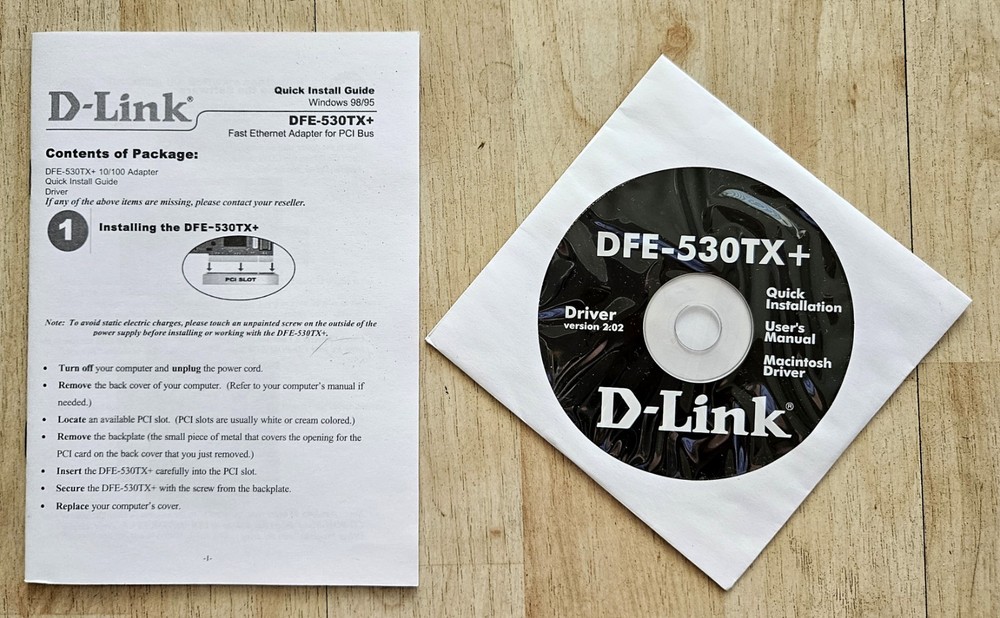 D-Link®
Quick Install Guide
Windows 98/95
DFE-530TX+
Fast Ethernet Adapter for PCI Bus
Contents of Package:
DFE-530TX+ 10/100 Adapter
Quick Install Guide
Driver
If any of the above items are missing, please contact your reseller.
1
Installing the DFE-530TX+
PCI SLOT
Note: To avoid static electric charges, please touch an unpainted screw on the outside of the
power supply before installing or working with the DFE-530TX+.
• Turn off your computer and unplug the power cord.
• Remove the back cover of your computer. (Refer to your computer's manual if
needed.)
• Locate an available PCI slot. (PCI slots are usually white or cream colored.)
• Remove the backplate (the small piece of metal that covers the opening for the
PCI card on the back cover that you just removed.)
• Insert the DFE-530TX+ carefully into the PCI slot.
• Secure the DFE-530TX+ with the screw from the backplate.
• Replace your computer's cover.
-1-
DFE-530TX+
Driver
version 2:02
Quick
Installation
User's
Manual
Macintosh
Driver
D-Link®